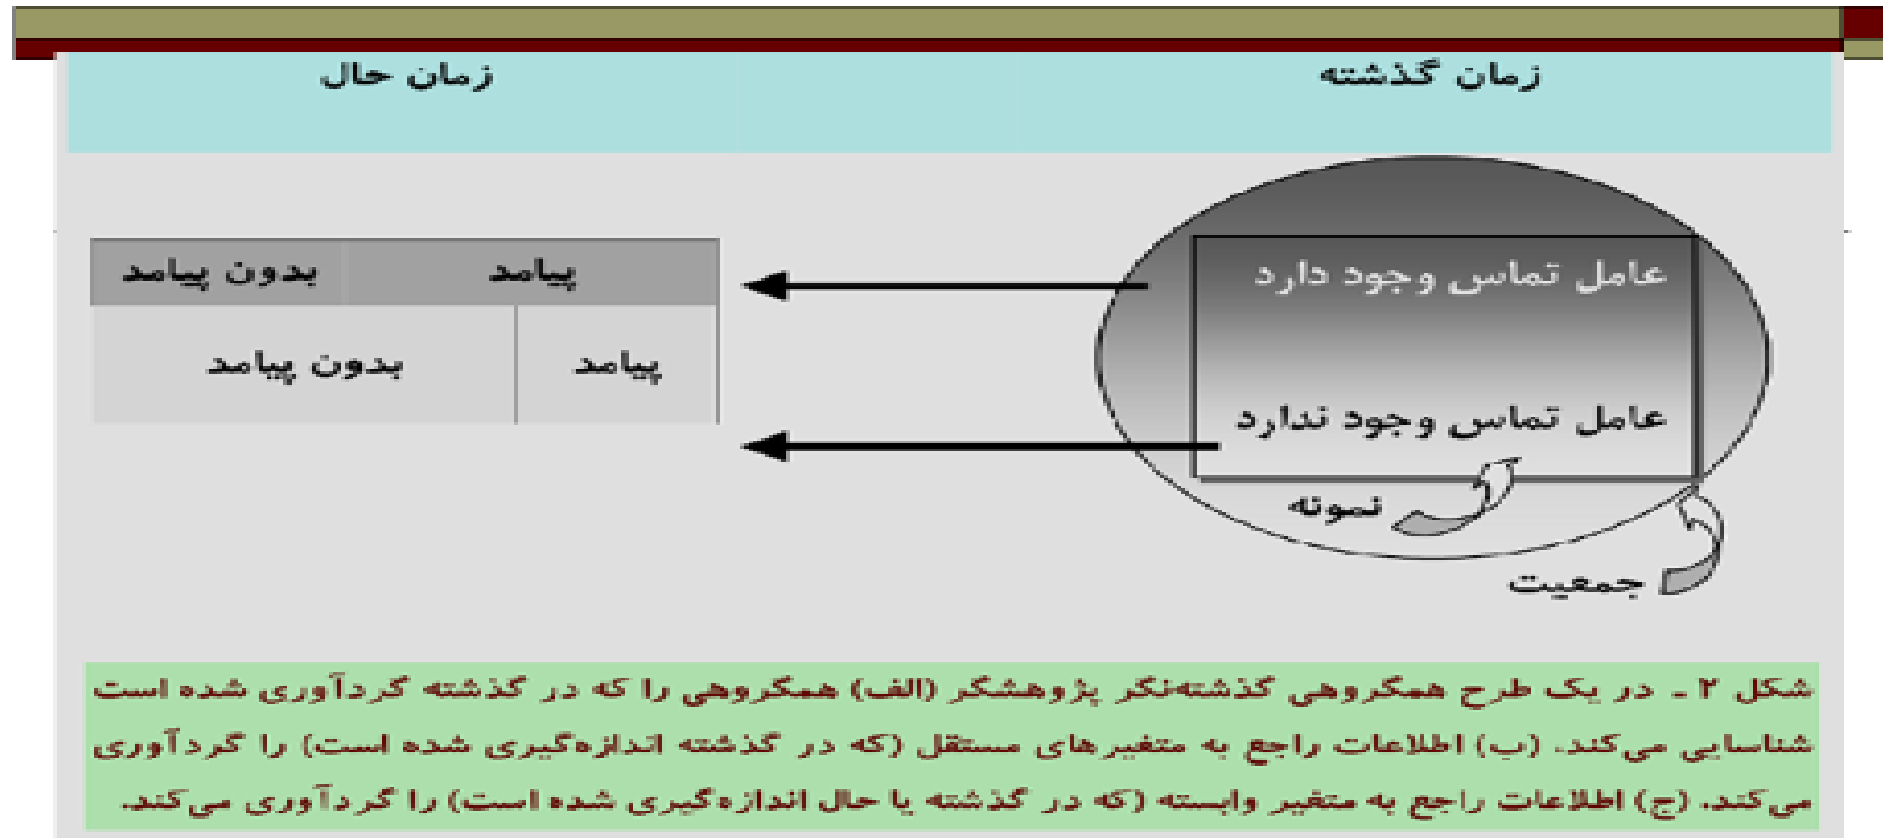 زمان گذشته
زمان حال
عامل تماس وجود دارد
پیامد
بدون پیامد
پیامد
بدون پیامد
عامل تماس وجود ندارد
نمونه
جمعیت
شکل ۲ ـ در یک طرح همگروهی گذشته‌نگر پژوهشگر (الف) همگروهی را که در گذشته گردآوری شده است
شناسایی می‌کند. (ب) اطلاعات راجع به متغیرهای مستقل (که در گذشته اندازه‌گیری شده است) را گردآوری
می‌کند. (ج) اطلاعات راجع به متغیر وابسته (که در گذشته یا حال اندازه‌گیری شده است) را گردآوری می‌کند.